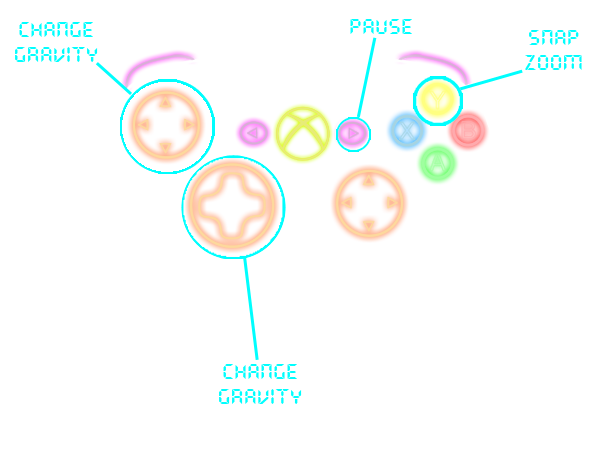 CHANGE
GRAVITY
PAUSE
SNAP
ZOOM
Y
X
B
A
CHANGE
GRAVITY